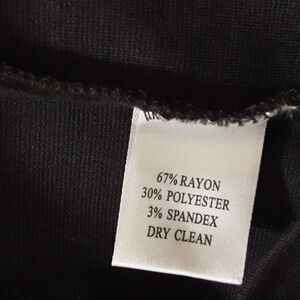 67% RAYON
30% POLYESTER
3% SPANDEX
DRY CLEAN